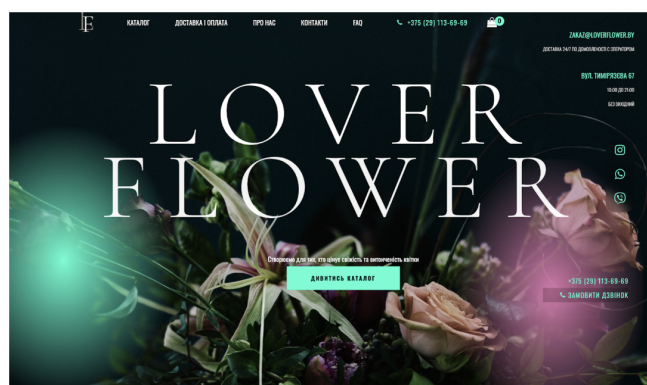 LF
КАТАЛОГ ДОСТАВКА І ОПЛАТА ПРО НАС КОНТАКТИ FAQ +375 (29) 113-69-69 0
ZAKAZ@LOVERFLOWER.BY
ДОСТАВКА 24/7 ПО ДОМОВЛЕНОСТІ С ОПЕРАТОРОМ
ВУЛ. ТИМІРЯЗЄВА 67
10:00 ДО 21:00
БЕЗ ВИХІДНИЙ
LOVER
FLOWER
Створюємо для тих, хто цінує свіжість та витонченість квітки
ДИВИТИСЬ КАТАЛОГ
+375 (29) 113-69-69
ЗАМОВИТИ ДЗВІНОК